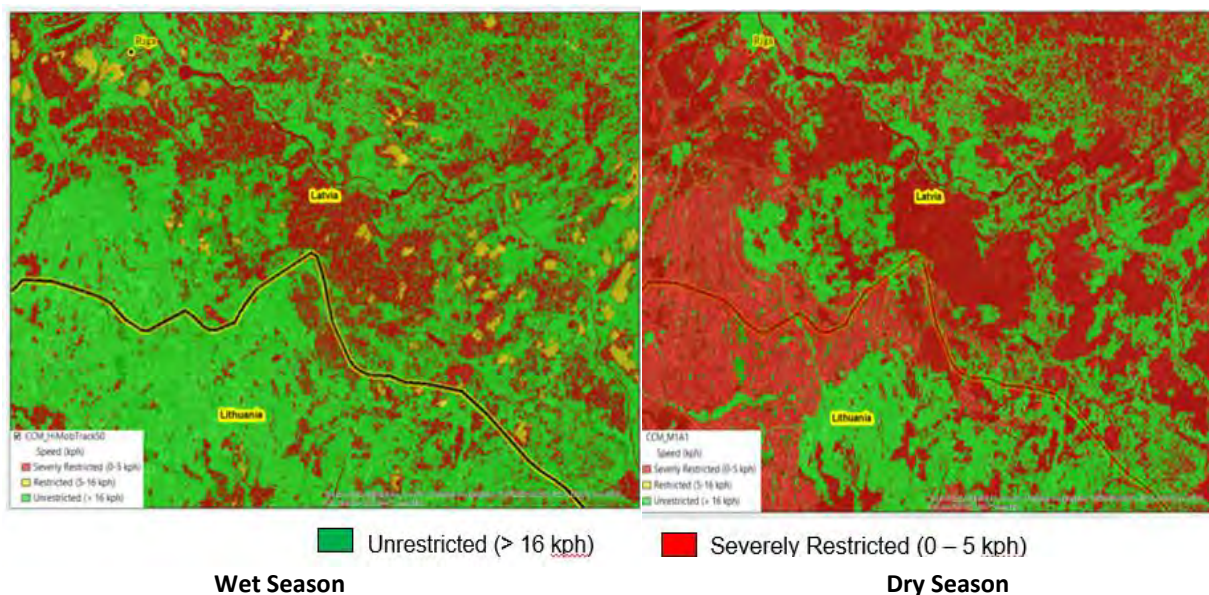 Riga
Latvia
Lithuania
CCM_HiMobTrack50
Speed (kph)
Severly Restricted (0-5 kph)
Restricted (5-16 kph)
Unrestricted (> 16 kph)
Riga
Latvia
Lithuania
CCM_M1A1
Speed (kph)
Severly Restricted (0-5 kph)
Restricted (5-16 kph)
Unrestricted (> 16 kph)
Unrestricted (> 16 kph)
Severely Restricted (0 – 5 kph)
Wet Season
Dry Season